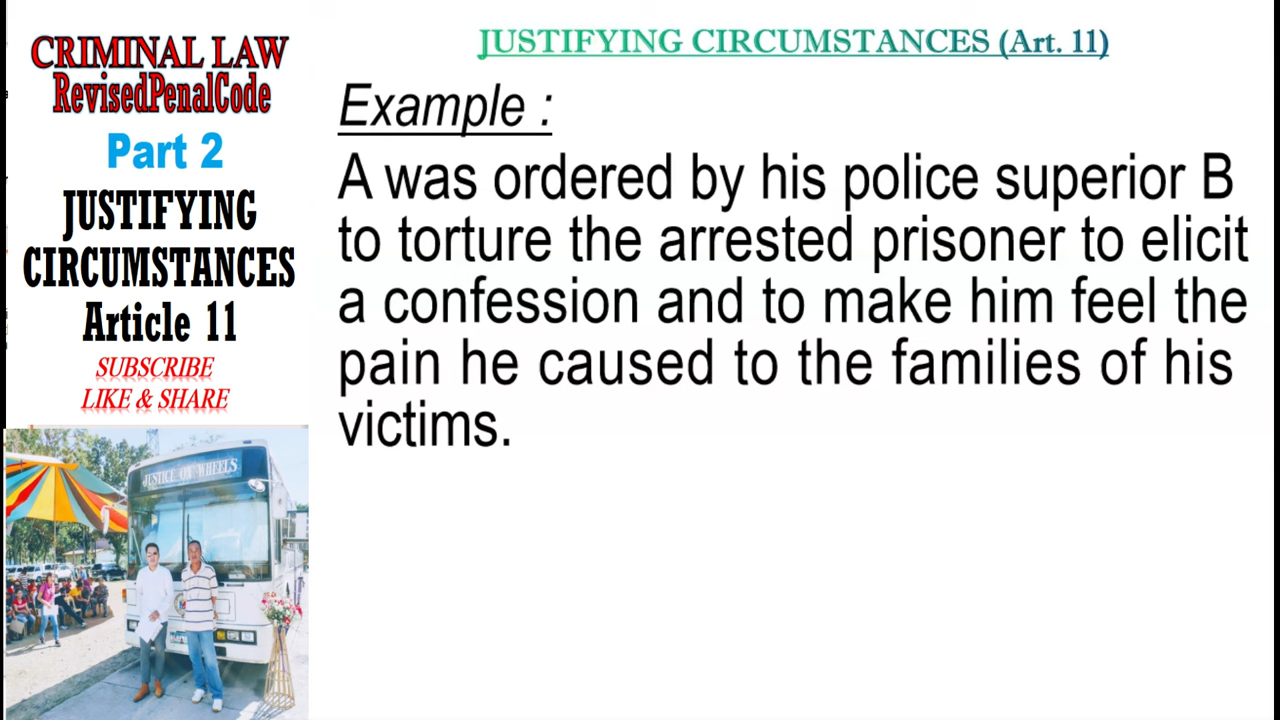 CRIMINAL LAW
RevisedPenalCode
Part 2
JUSTIFYING
CIRCUMSTANCES
Article 11
SUBSCRIBE
LIKE & SHARE
JUSTICE ON WHEELS
JUSTIFYING CIRCUMSTANCES (Art. 11)
Example :
A was ordered by his police superior B
to torture the arrested prisoner to elicit
a confession and to make him feel the
pain he caused to the families of his
victims.